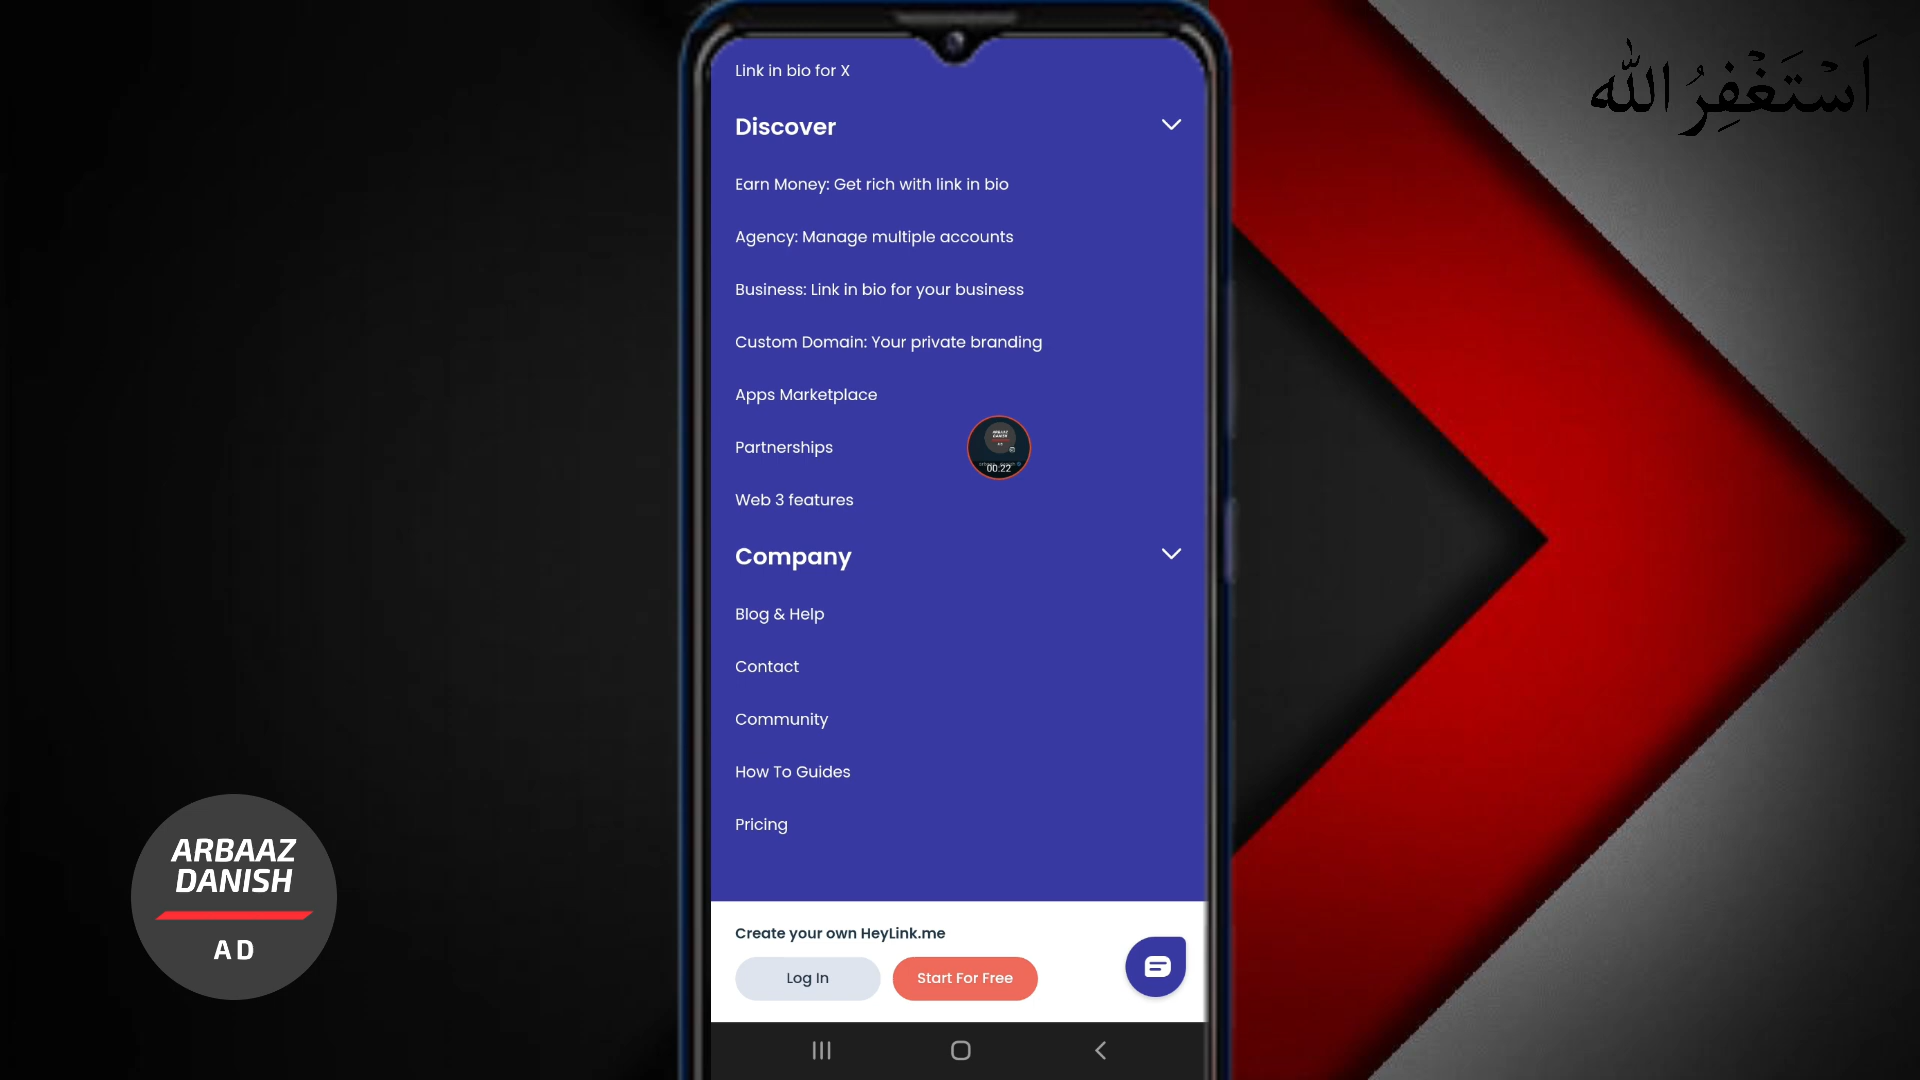 Link in bio for X
Discover
Earn Money: Get rich with link in bio
Agency: Manage multiple accounts
Business: Link in bio for your business
Custom Domain: Your private branding
Apps Marketplace
Partnerships
00:22
Web 3 features
Company
Blog & Help
Contact
Community
How To Guides
Pricing
Create your own HeyLink.me
Log In
Start For Free
اَسْتَغْفِرُ الله
ARBAAZ
DANISH
AD